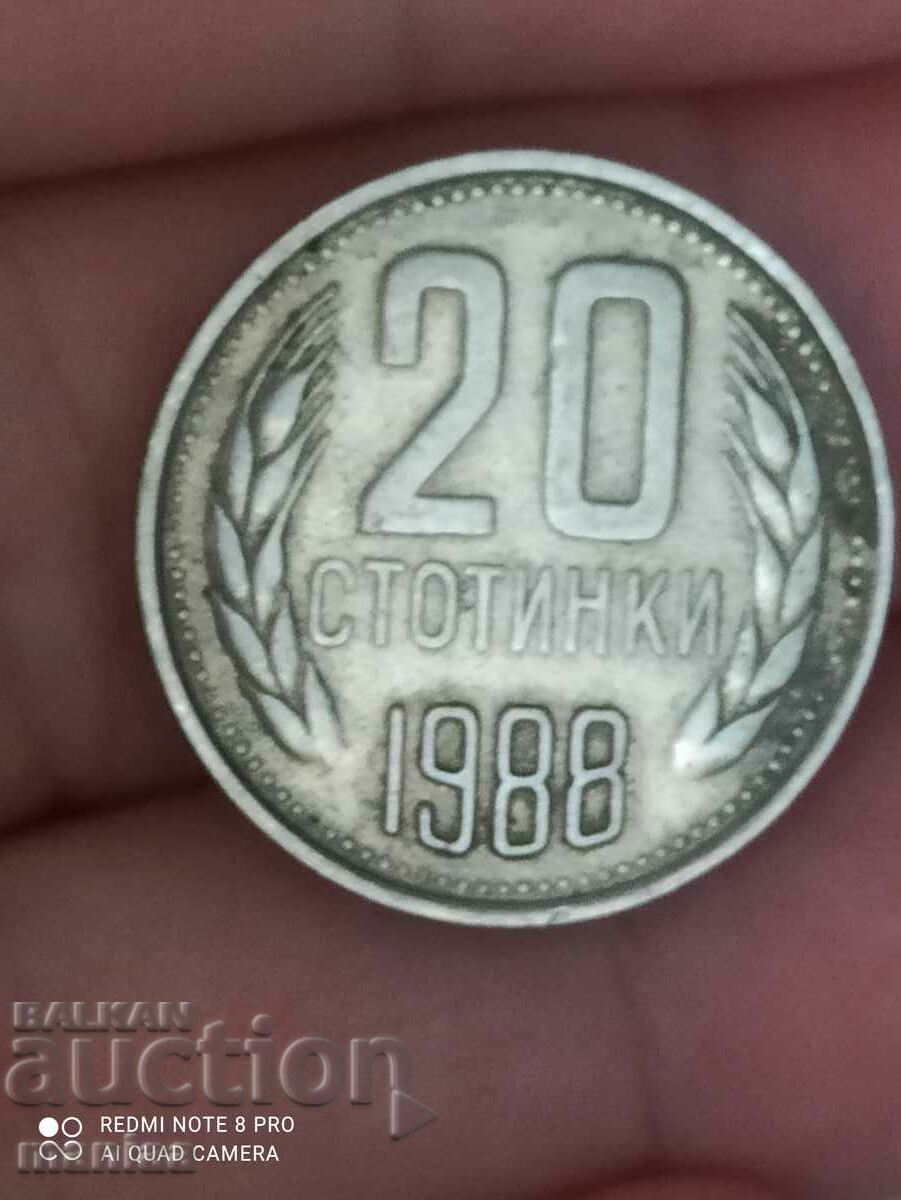 20
СТОТИНКИ
1988
BALKAN
auction
REDMI NOTE 8 PRO
AI QUAD CAMERA